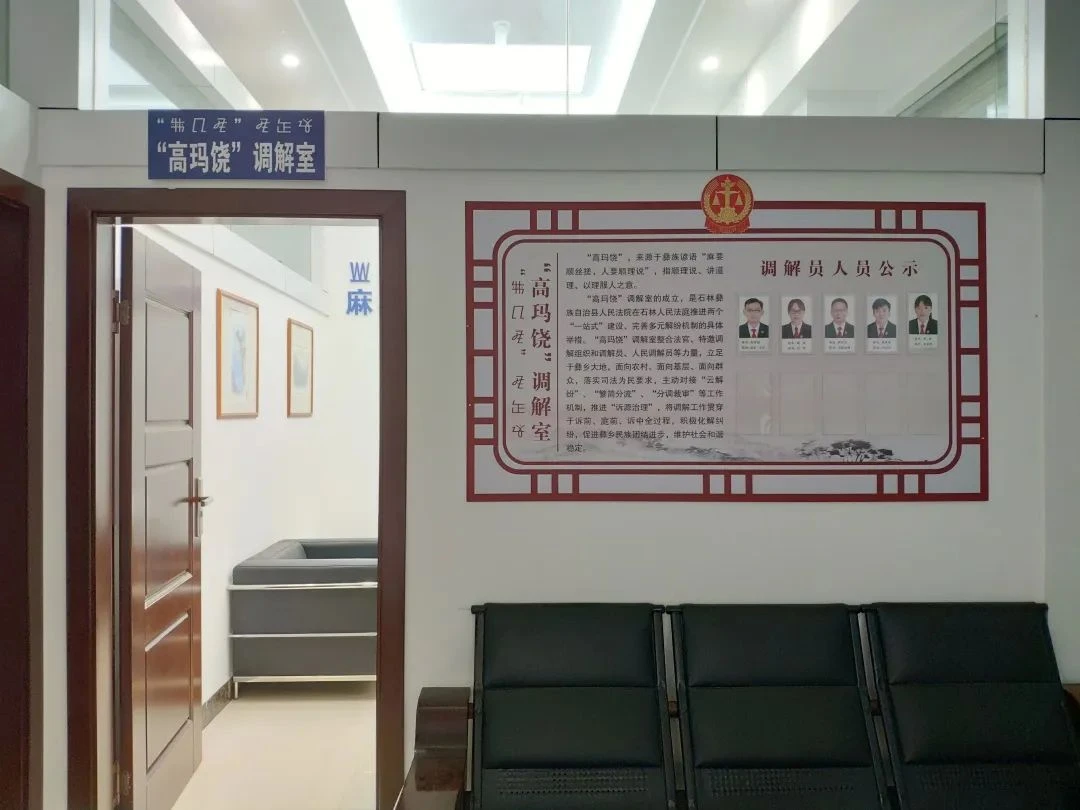 “高玛饶” 调解室
麻
“高玛饶” 调解室
“高玛饶”，来源于彝族谚语“麻要
顺丝搓，人要顺理说”，指顺理说、讲道
理、以理服人之意。
“高玛饶”调解室的成立，是石林彝
族自治县人民法院在石林人民法庭推进两个
“一站式”建设、完善多元解纷机制的具体
举措。“高玛饶”调解室整合法官、特邀调
解组织和调解员、人民调解员等力量，立足
于彝乡大地，面向农村、面向基层、面向群
众，落实司法为民要求，主动对接“云解
纷”、“繁简分流”、“分调裁审”等工作
机制，推进“诉源治理”，将调解工作贯穿
于诉前、庭前、诉中全过程，积极化解纠
纷，促进彝乡民族团结进步，维护社会和谐
稳定。
调解员人员公示